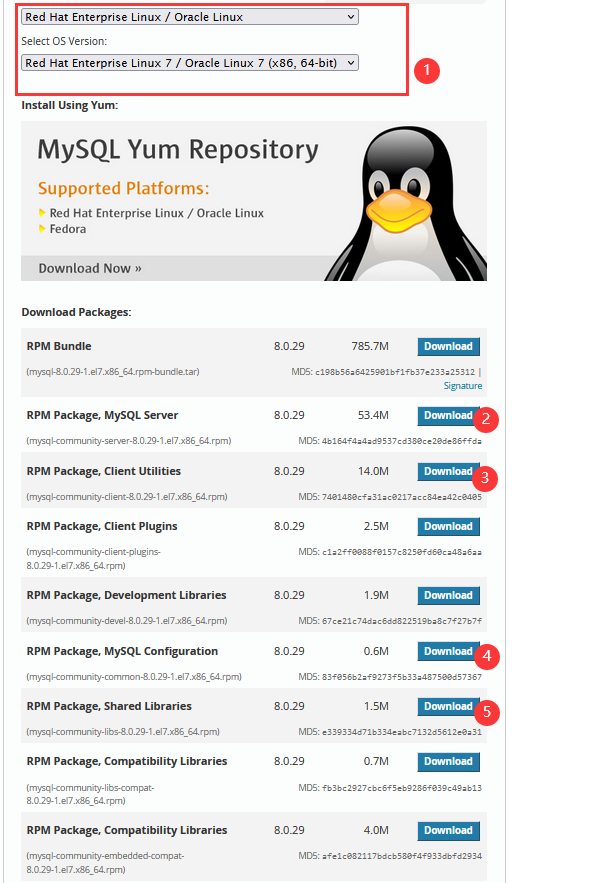 Red Hat Enterprise Linux / Oracle Linux
Select OS Version:
Red Hat Enterprise Linux 7 / Oracle Linux 7 (x86, 64-bit)
1
Install Using Yum:
MySQL Yum Repository
Supported Platforms:
Red Hat Enterprise Linux / Oracle Linux
Fedora
Download Now »
Download Packages:
RPM Bundle 8.0.29 785.7M Download
(mysql-8.0.29-1.el7.x86_64.rpm-bundle.tar) MD5: c198b56a6425901bf1fb37e233a25312 |
Signature
RPM Package, MySQL Server 8.0.29 53.4M Download 2
(mysql-community-server-8.0.29-1.el7.x86_64.rpm) MD5: 4b164f4a4ad9537cd380ce20de86ffda
RPM Package, Client Utilities 8.0.29 14.0M Download 3
(mysql-community-client-8.0.29-1.el7.x86_64.rpm) MD5: 7401480cfa31ac0217acc84ea42c0405
RPM Package, Client Plugins 8.0.29 2.5M Download
(mysql-community-client-plugins- MD5: c1a2ff0088f0157c8250fd60ca48a6aa
8.0.29-1.el7.x86_64.rpm)
RPM Package, Development Libraries 8.0.29 1.9M Download
(mysql-community-devel-8.0.29-1.el7.x86_64.rpm) MD5: 67ce21c74dac6dd822519ba8c7f27b7f
RPM Package, MySQL Configuration 8.0.29 0.6M Download 4
(mysql-community-common-8.0.29-1.el7.x86_64.rpm) MD5: 83f056b2af9273f5b33a487500d57367
RPM Package, Shared Libraries 8.0.29 1.5M Download 5
(mysql-community-libs-8.0.29-1.el7.x86_64.rpm) MD5: e339334d71b334eabc7132d5612e0a31
RPM Package, Compatibility Libraries 8.0.29 0.7M Download
(mysql-community-libs-compat- MD5: fb3bc2927cbc6f5eb9286f039c49ab13
8.0.29-1.el7.x86_64.rpm)
RPM Package, Compatibility Libraries 8.0.29 4.0M Download
(mysql-community-embedded-compat- MD5: afe1c082117bdcb580f4f933dbfd2934
8.0.29-1.el7.x86_64.rpm)